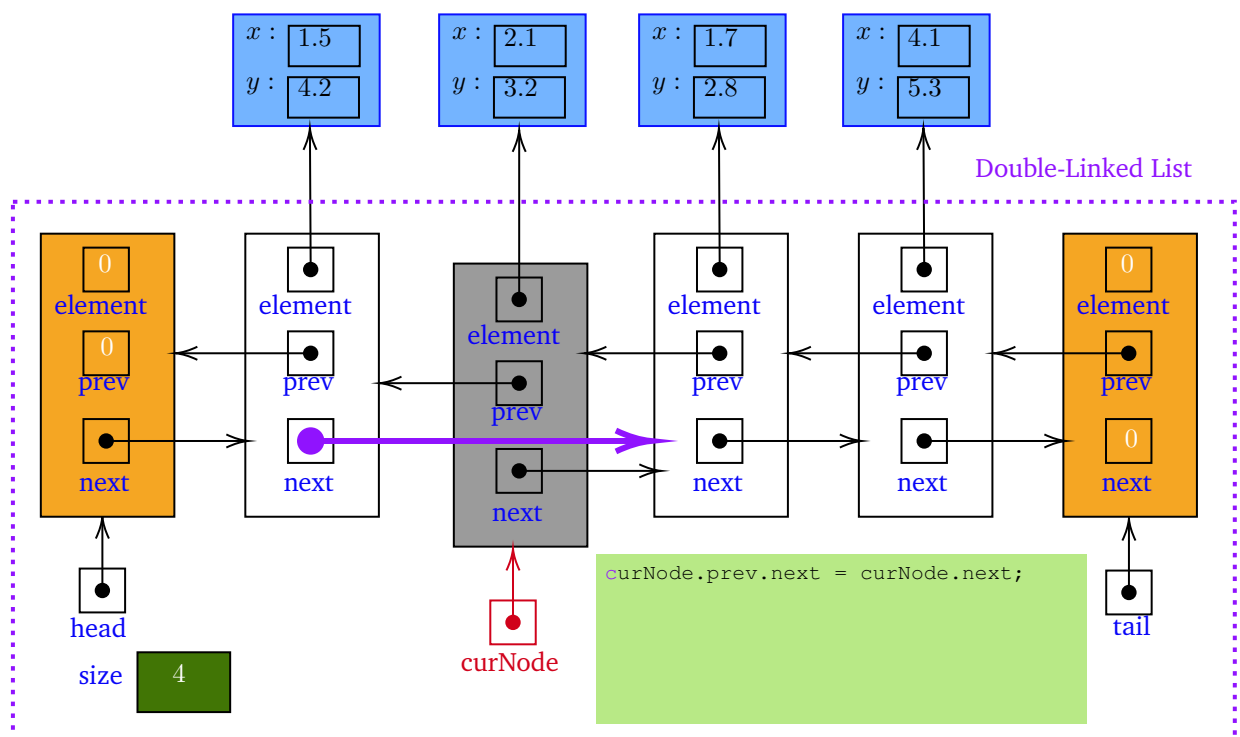 x : 1.5 x : 2.1 x : 1.7 x : 4.1
y : 4.2 y : 3.2 y : 2.8 y : 5.3
Double-Linked List
0 0
element element element element element
element
0
prev prev prev prev prev
prev
0
next next next next next
next
curNode.prev.next = curNode.next;
head tail
curNode
size 4